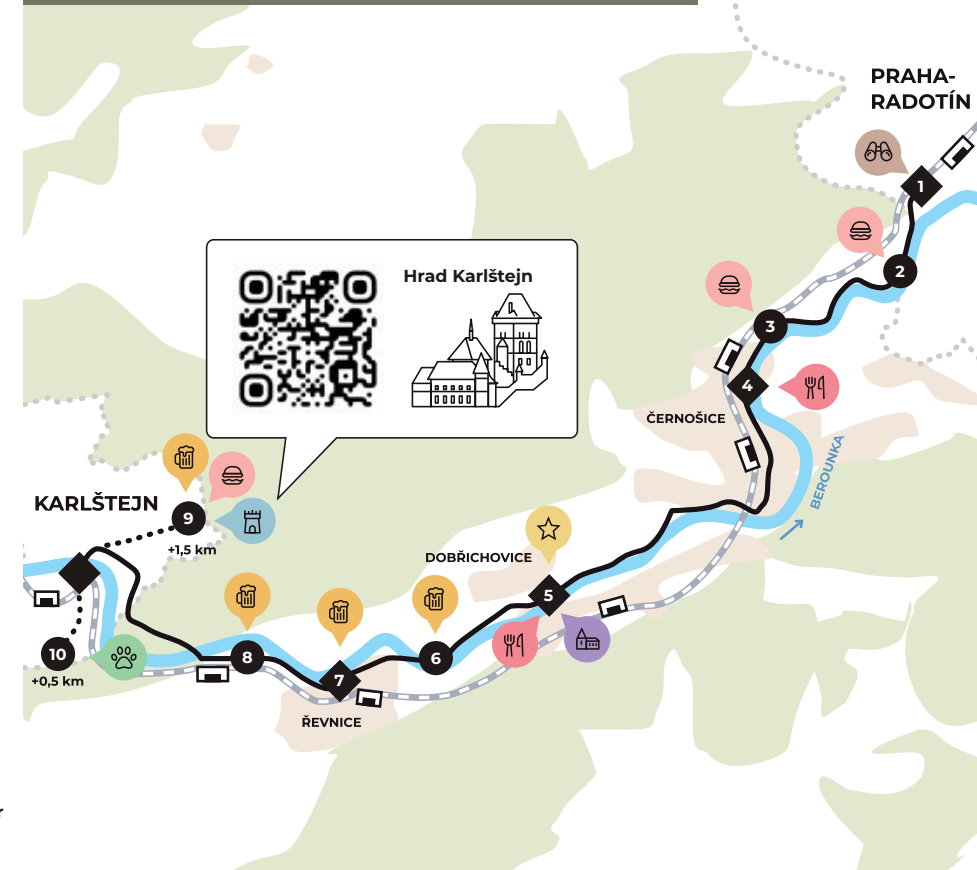 PRAHA-
RADOTÍN
1
2
Hrad Karlštejn
3
4
ČERNOŠICE
BEROUNKA
KARLŠTEJN
9
+1,5 km
DOBŘICHOVICE
5
10
+0,5 km
8
7
6
ŘEVNICE